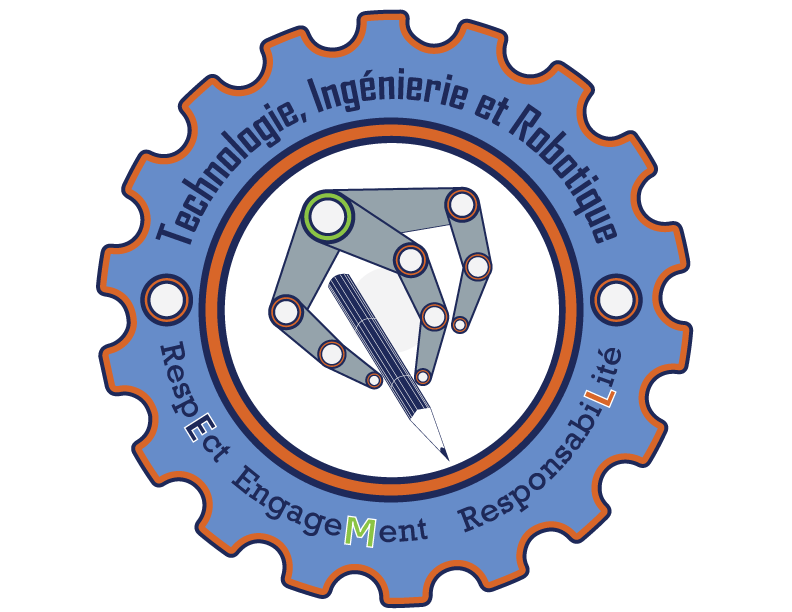 Technologie, Ingénierie et Robotique
RespEct EngageMent ResponsabiLité